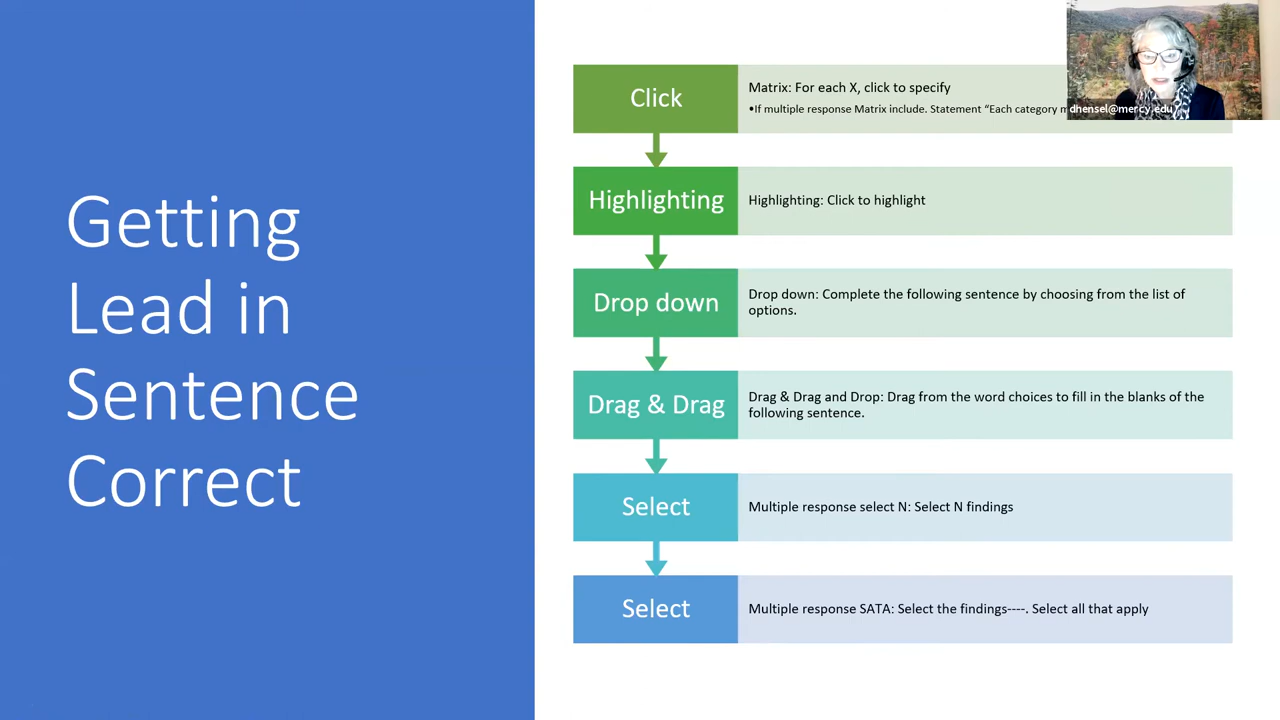 Getting
Lead in
Sentence
Correct
Click
Matrix: For each X, click to specify
•If multiple response Matrix include. Statement “Each category
dhensel@mercy.edu
Highlighting
Highlighting: Click to highlight
Drop down
Drop down: Complete the following sentence by choosing from the list of
options.
Drag & Drag
Drag & Drag and Drop: Drag from the word choices to fill in the blanks of the
following sentence.
Select
Multiple response select N: Select N findings
Select
Multiple response SATA: Select the findings----. Select all that apply